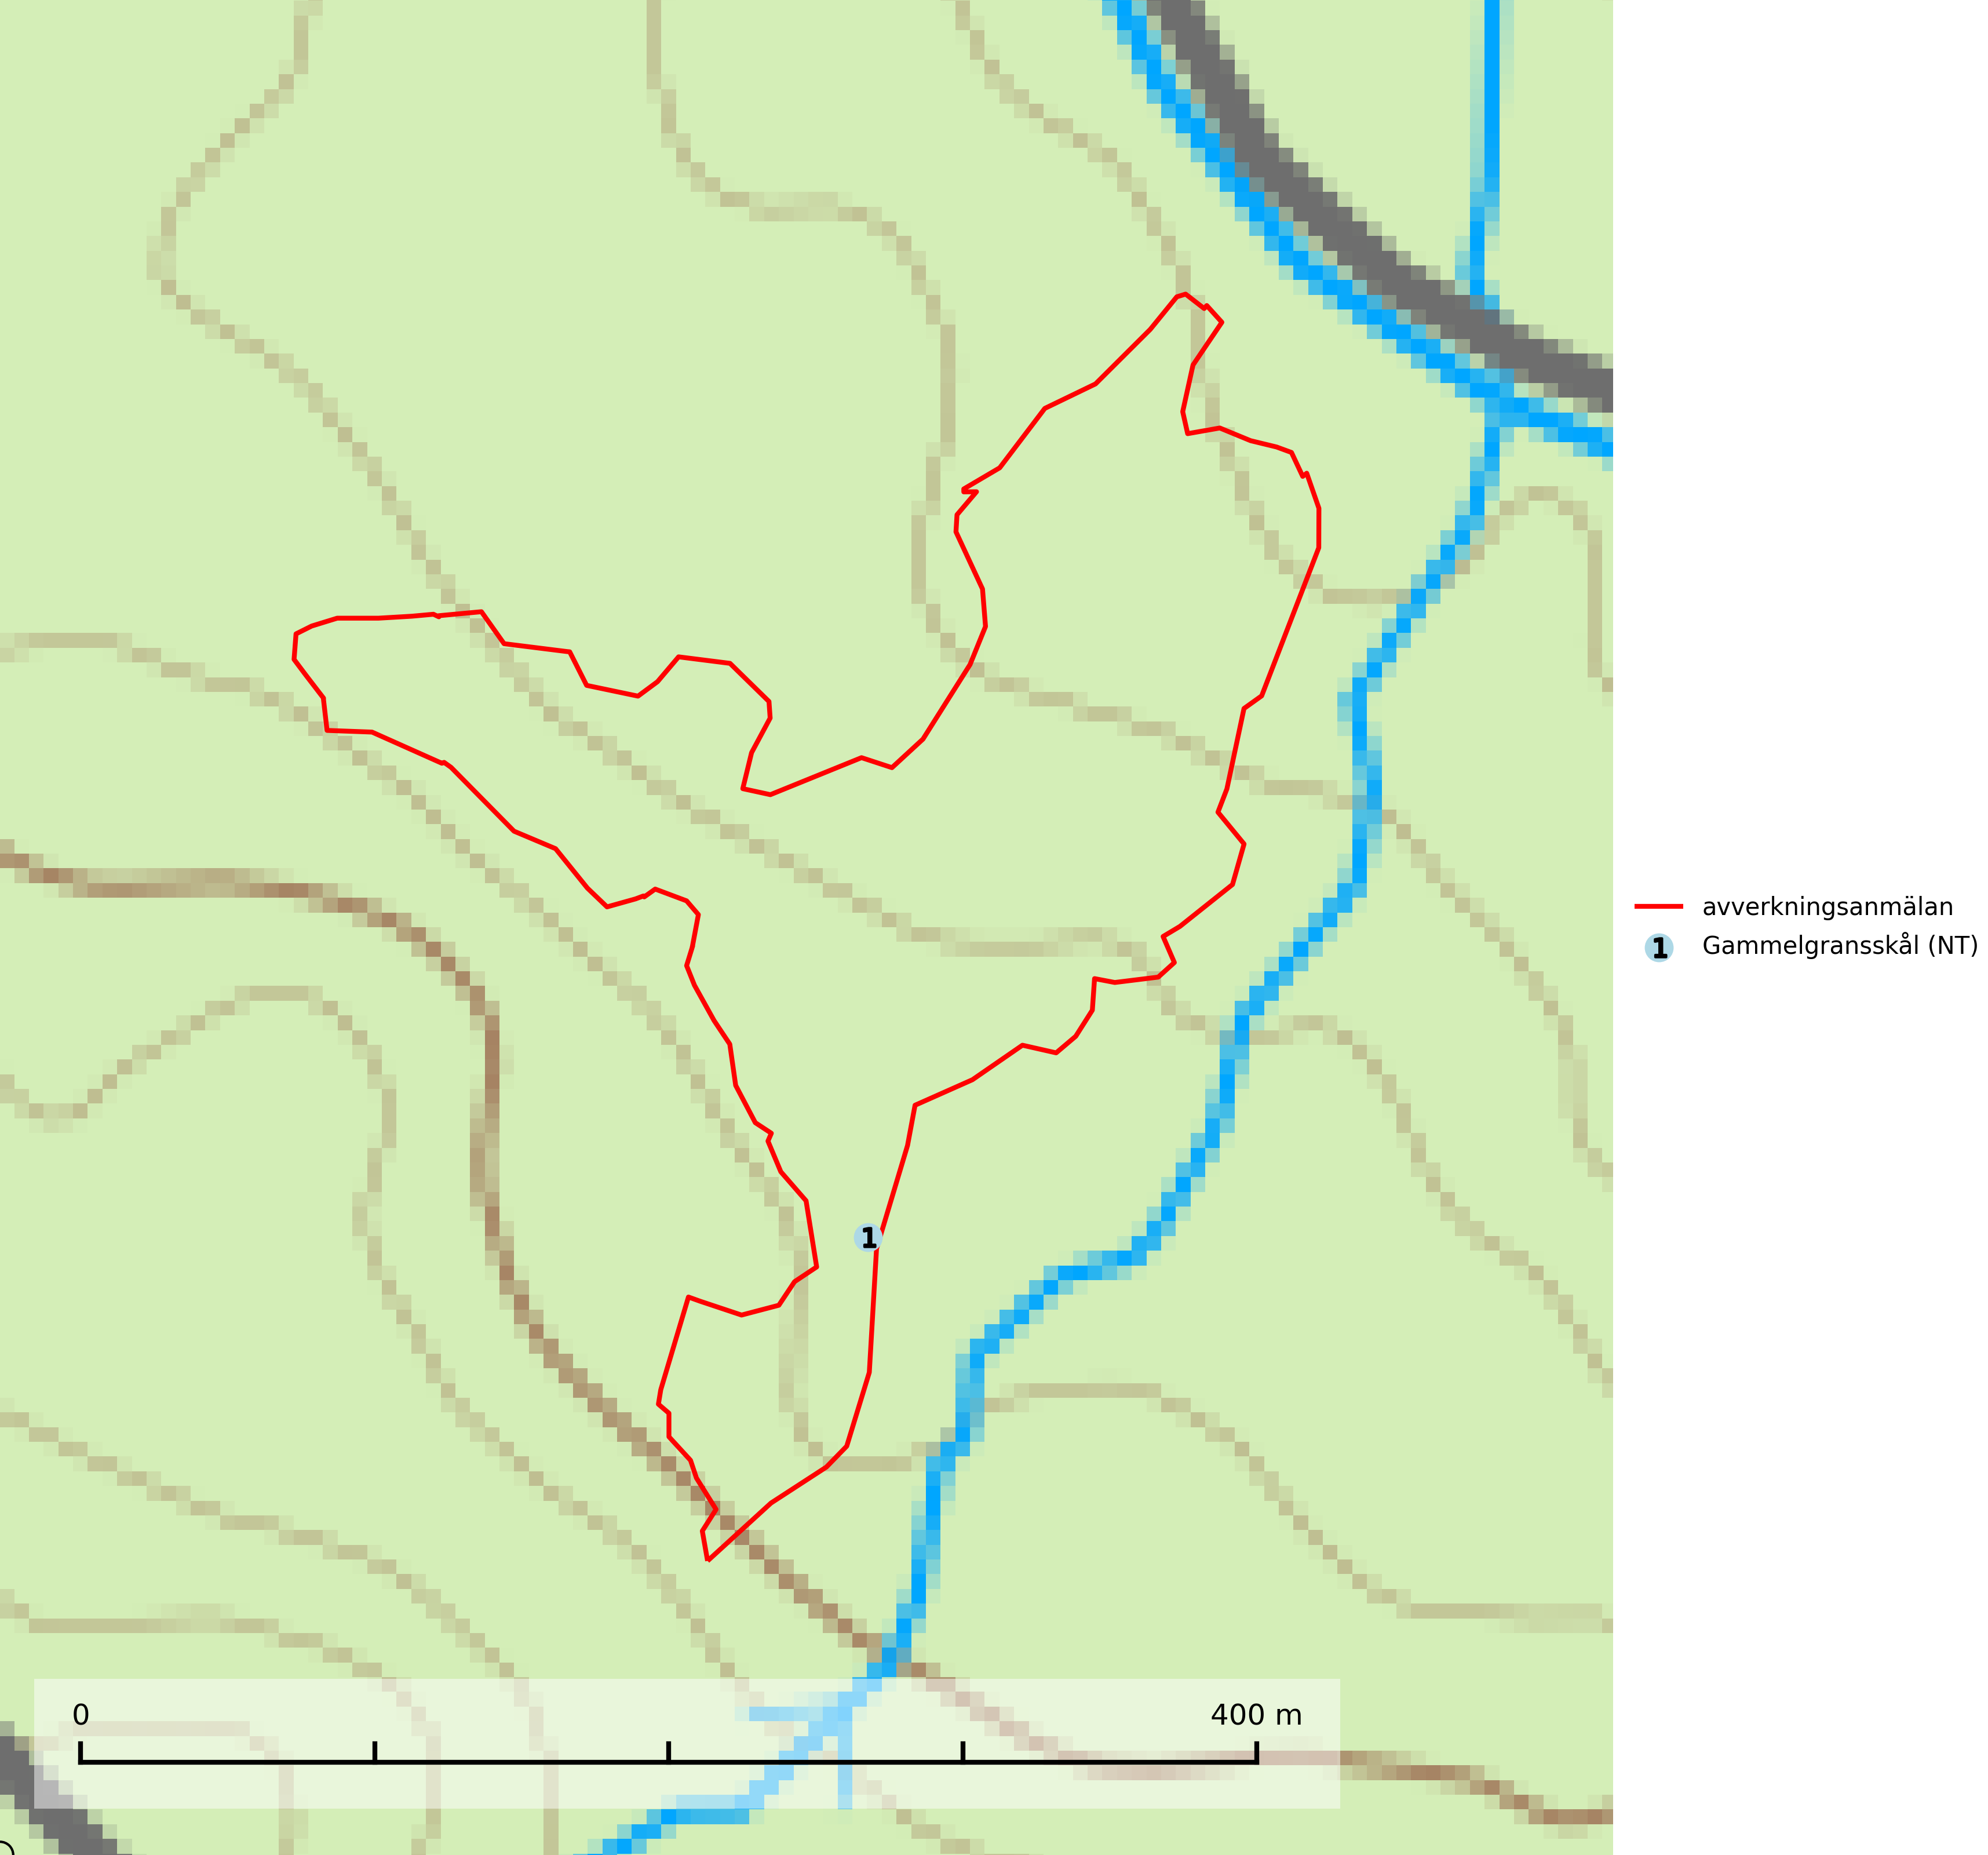 1
avverkningsanmälan
1 Gammelgransskål (NT)
0 400 m